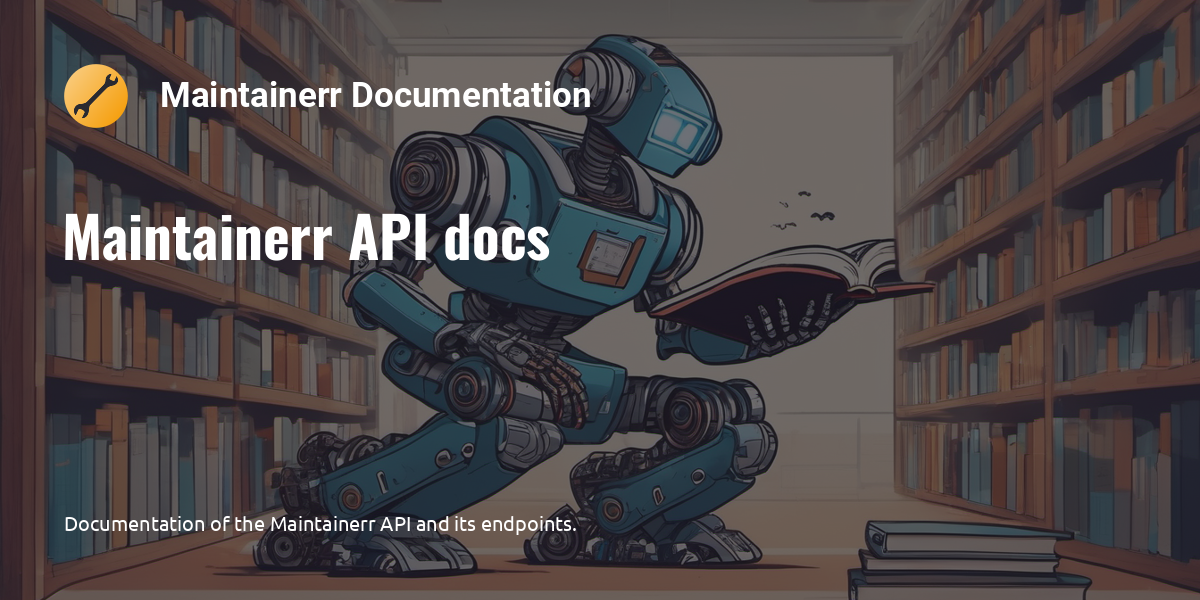 Maintainerr Documentation
Maintainerr API docs
Documentation of the Maintainerr API and its endpoints.